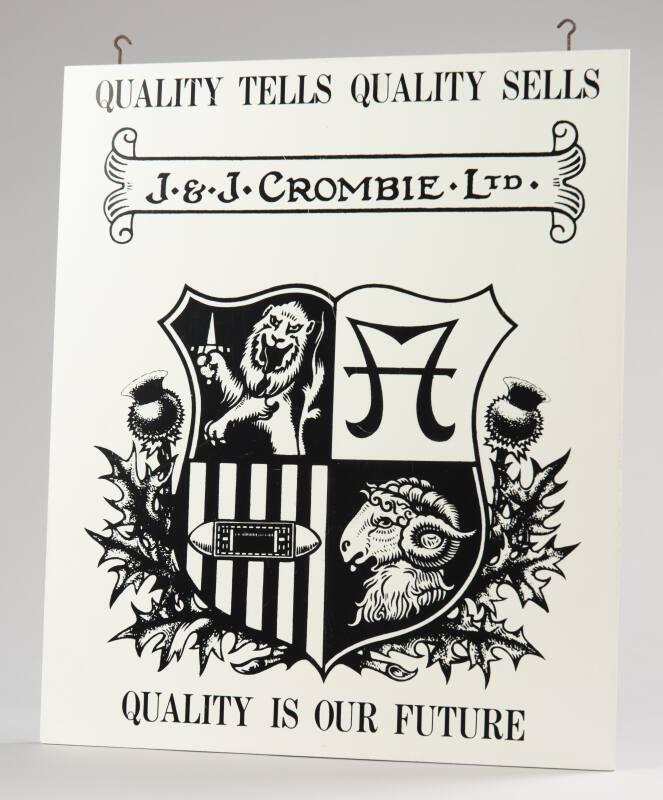 QUALITY TELLS QUALITY SELLS
J·&·J·CROMBIE·LTD.
QUALITY IS OUR FUTURE